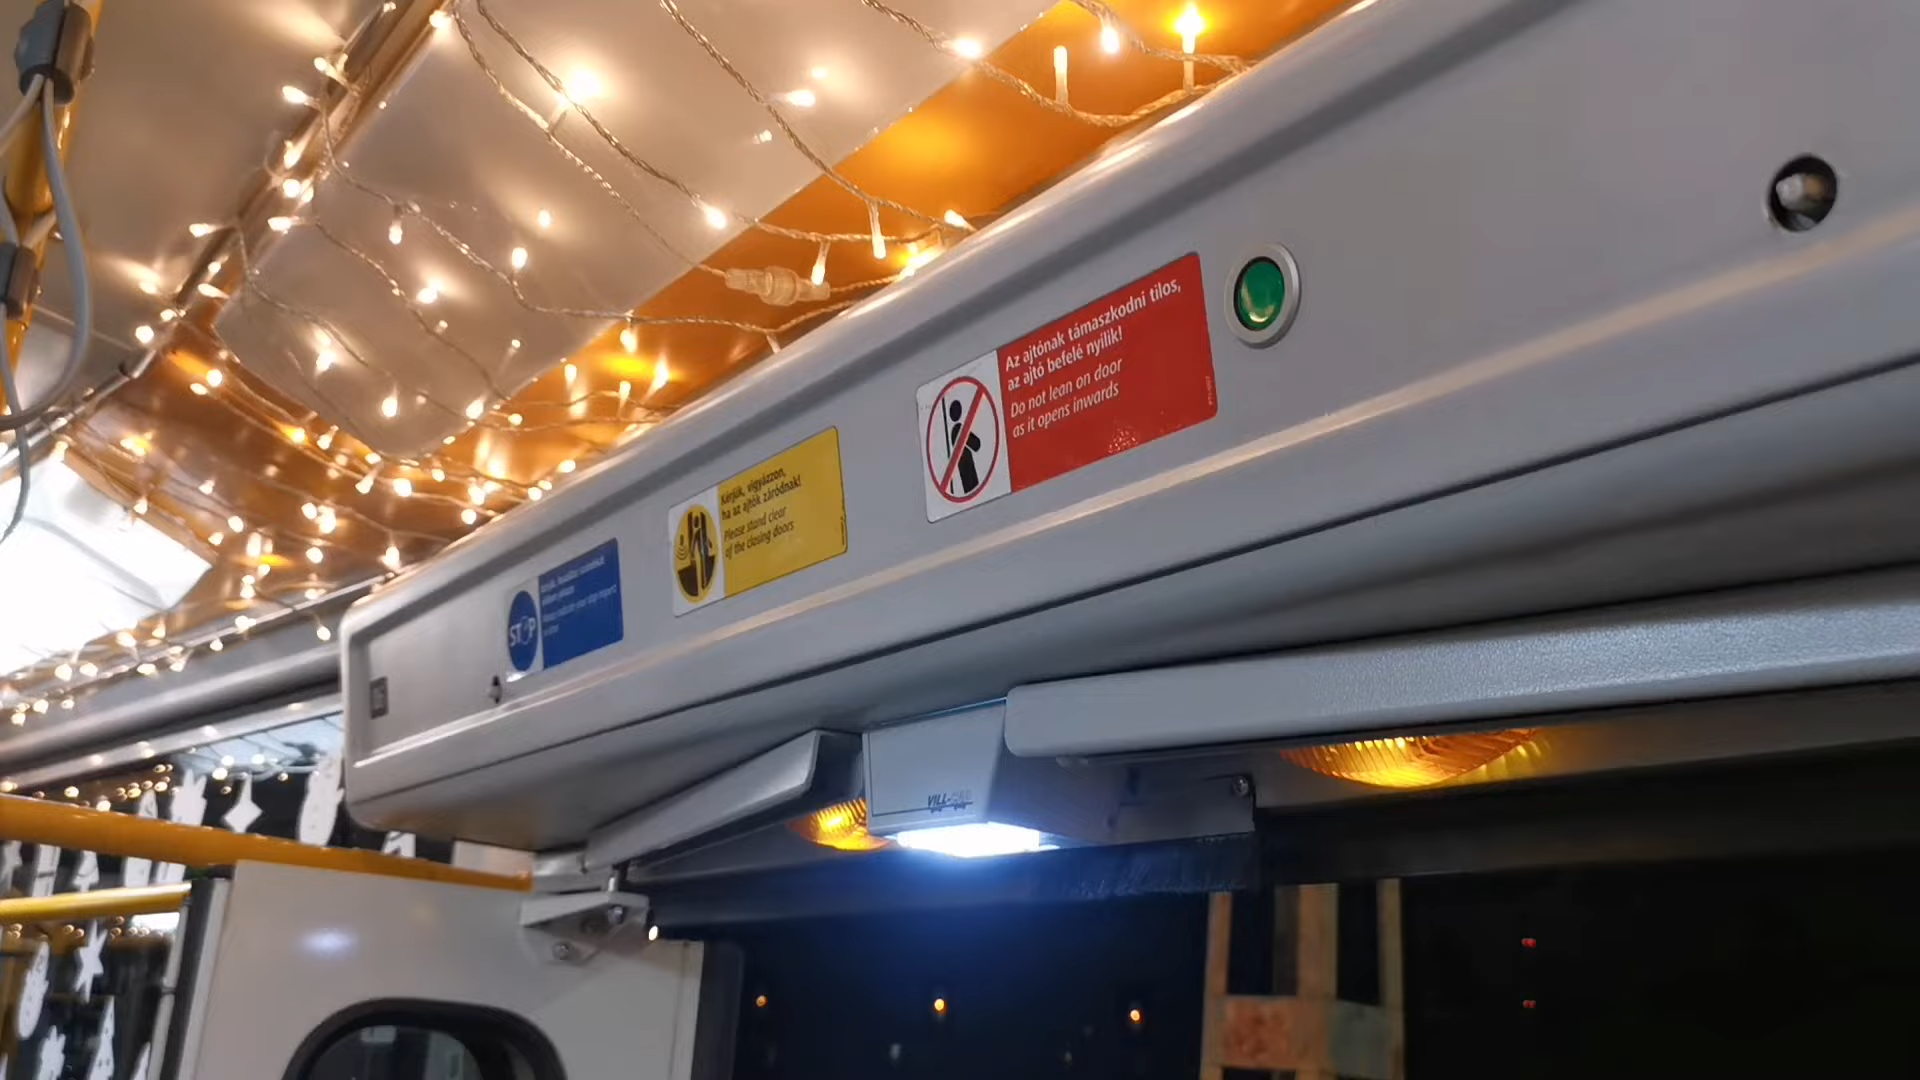 STOP
Kérjük, vigyázzon,
ha az ajtók záródnak!
Please stand clear
of the closing doors
Az ajtónak támaszkodni tilos,
az ajtó befelé nyílik!
Do not lean on door
as it opens inwards
VILL-